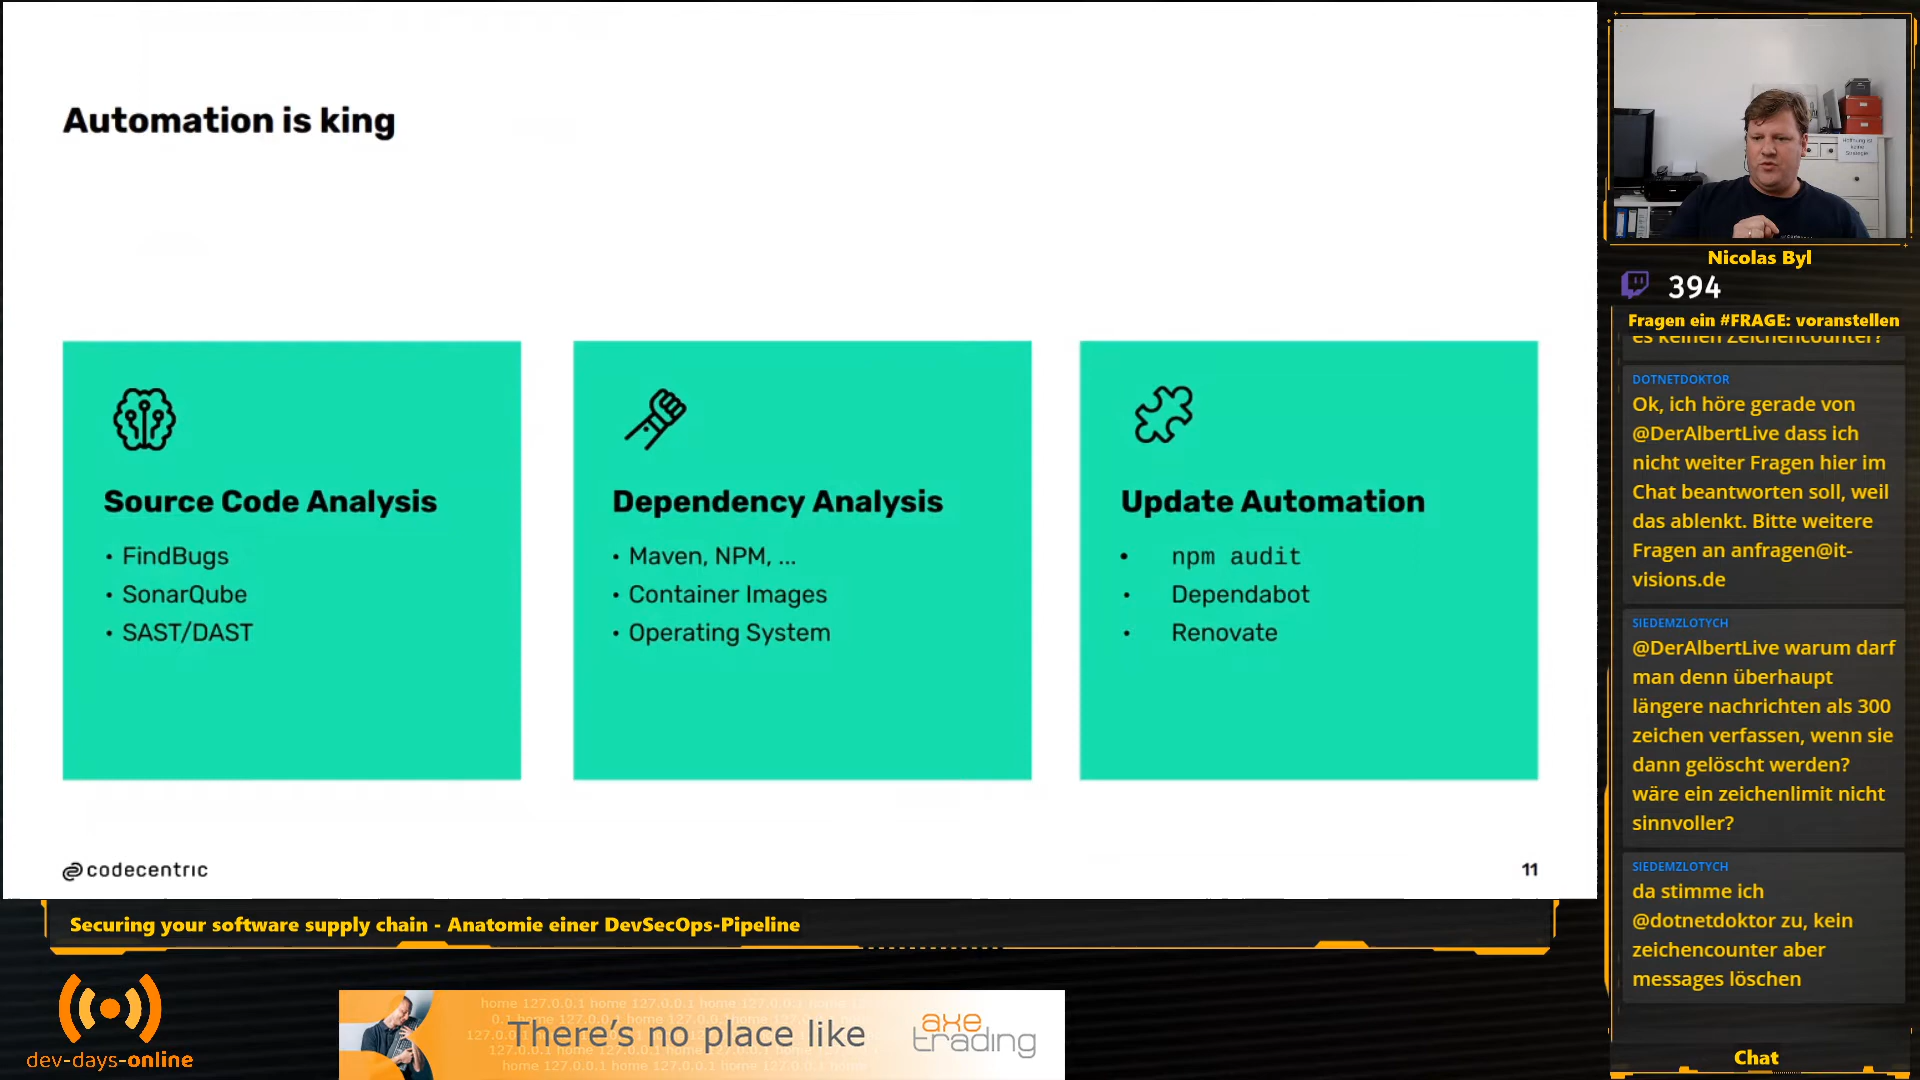 Automation is king
Source Code Analysis
• FindBugs
• SonarQube
• SAST/DAST
Dependency Analysis
• Maven, NPM, ...
• Container Images
• Operating System
Update Automation
• npm audit
• Dependabot
• Renovate
codecentric
11
Nicolas Byl
394
Fragen ein #FRAGE: voranstellen
es keinen Zeichencounter?
DOTNETDOKTOR
Ok, ich höre gerade von
@DerAlbertLive dass ich
nicht weiter Fragen hier im
Chat beantworten soll, weil
das ablenkt. Bitte weitere
Fragen an anfragen@it-
visions.de
SIEDEMZLOTYCH
@DerAlbertLive warum darf
man denn überhaupt
längere nachrichten als 300
zeichen verfassen, wenn sie
dann gelöscht werden?
wäre ein zeichenlimit nicht
sinnvoller?
SIEDEMZLOTYCH
da stimme ich
@dotnetdoktor zu, kein
zeichencounter aber
messages löschen
Chat
Securing your software supply chain - Anatomie einer DevSecOps-Pipeline
dev-days-online
There's no place like
axe
trading